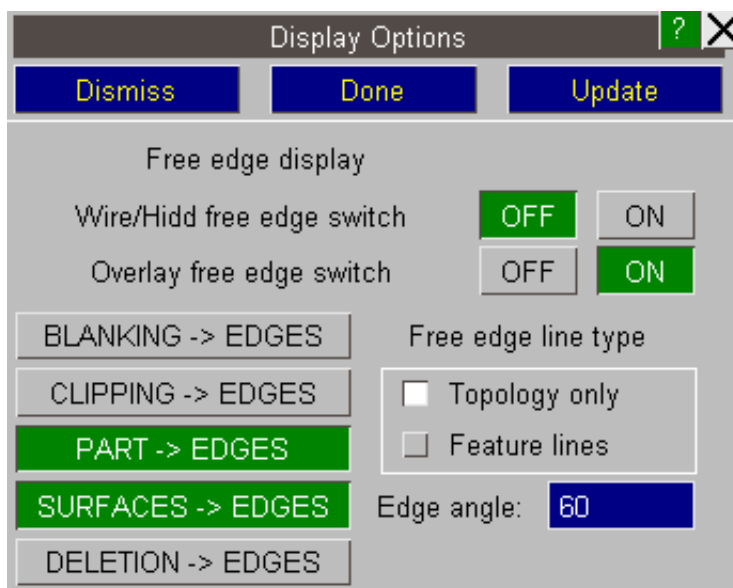 Display Options ?
Dismiss Done Update
Free edge display
Wire/Hidd free edge switch OFF ON
Overlay free edge switch OFF ON
BLANKING -> EDGES Free edge line type
CLIPPING -> EDGES Topology only
PART -> EDGES Feature lines
SURFACES -> EDGES Edge angle: 60
DELETION -> EDGES